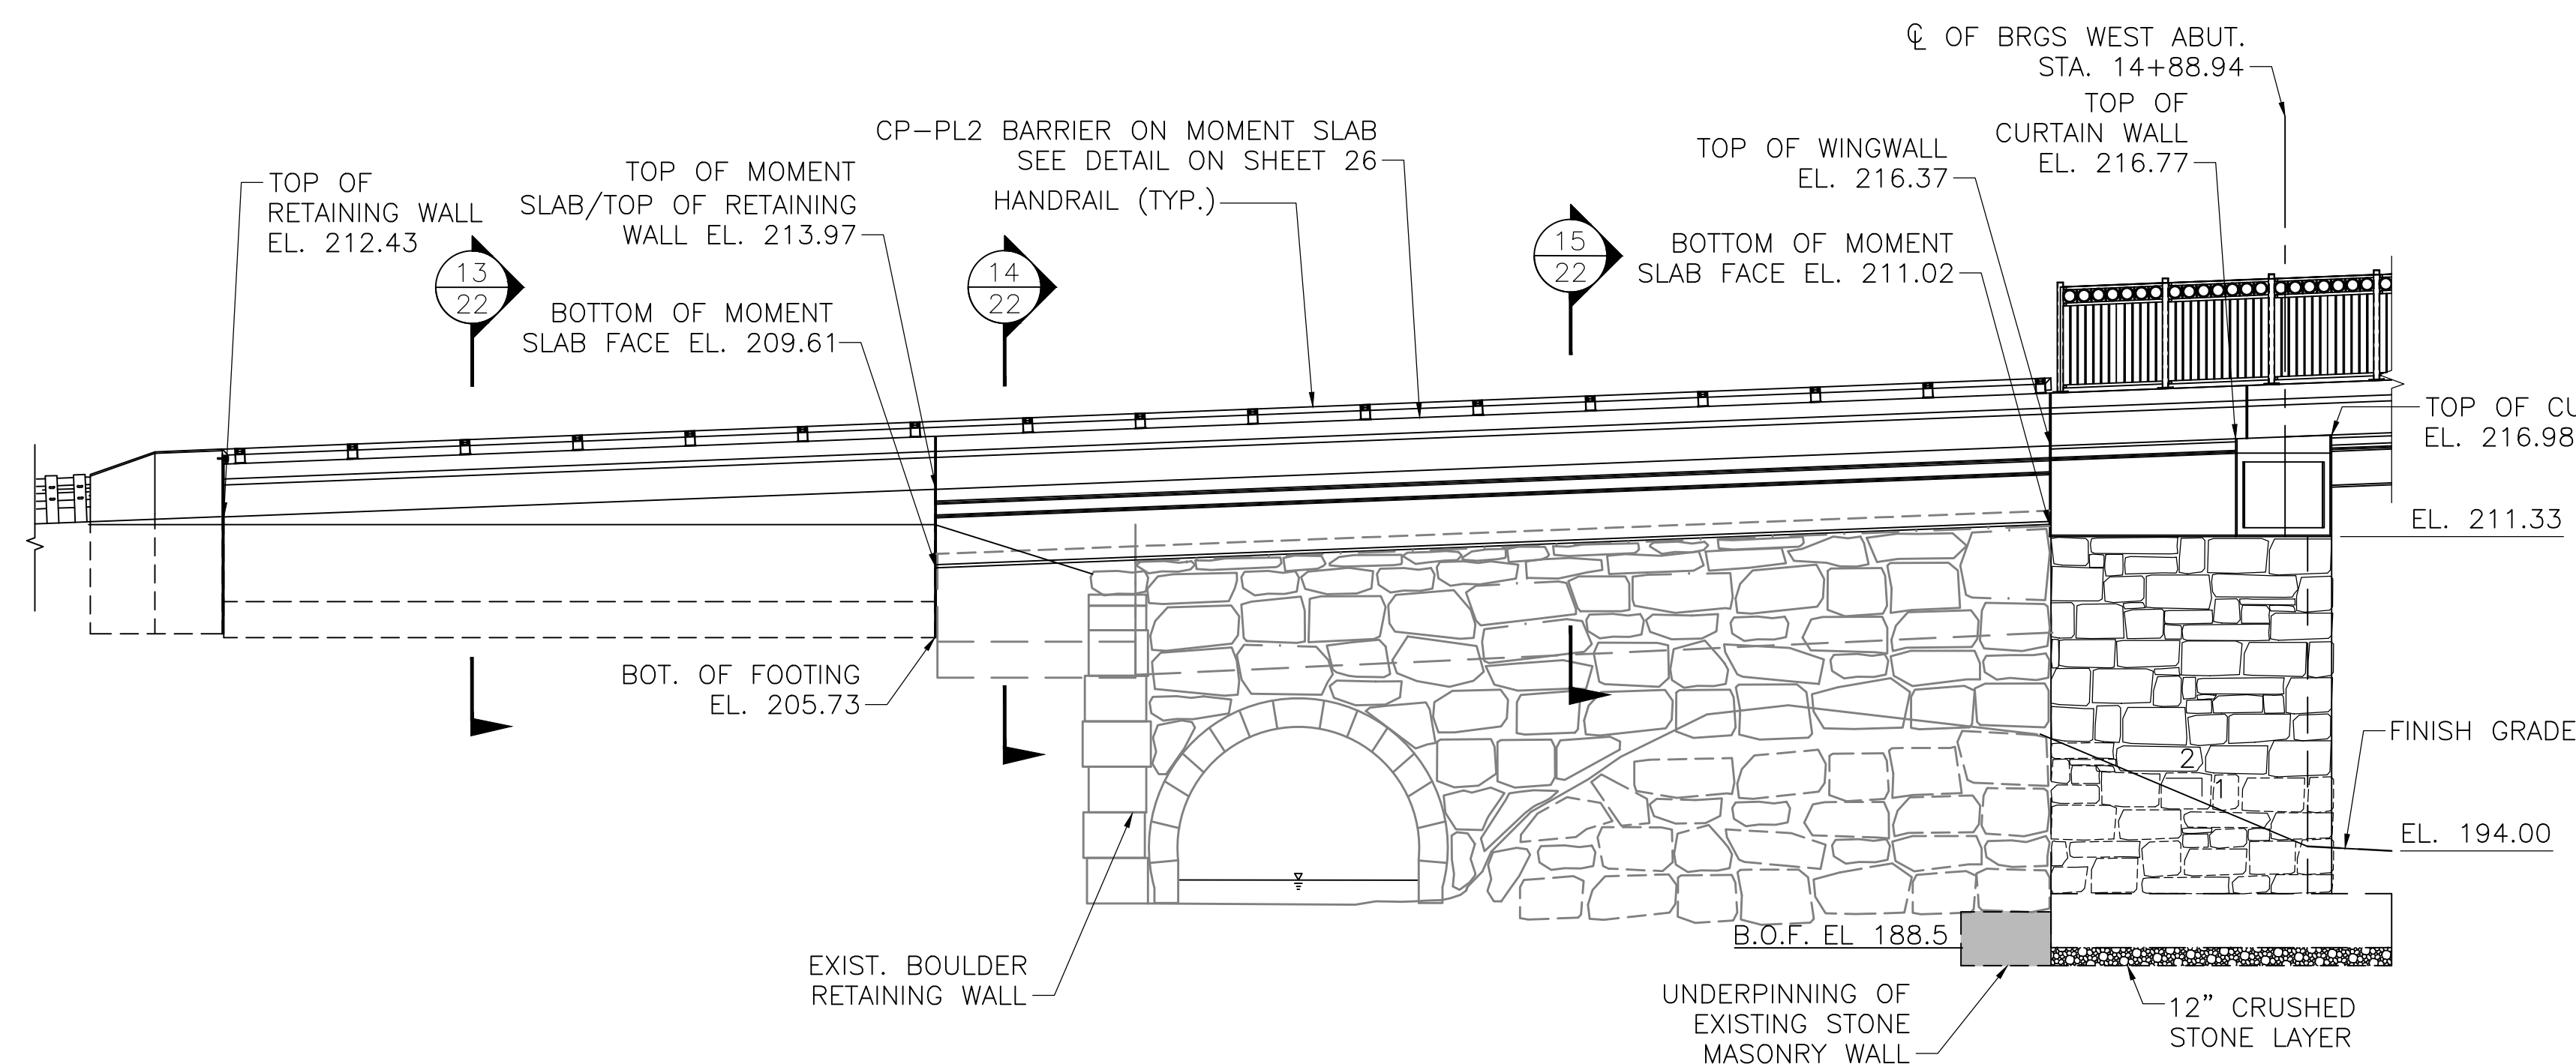 ℄ OF BRGS WEST ABUT.
STA. 14+88.94
TOP OF
CURTAIN WALL
EL. 216.77
CP-PL2 BARRIER ON MOMENT SLAB
SEE DETAIL ON SHEET 26
HANDRAIL (TYP.)
TOP OF WINGWALL
EL. 216.37
TOP OF MOMENT
SLAB/TOP OF RETAINING
WALL EL. 213.97
TOP OF
RETAINING WALL
EL. 212.43
13
22
14
22
15
22
BOTTOM OF MOMENT
SLAB FACE EL. 211.02
BOTTOM OF MOMENT
SLAB FACE EL. 209.61
TOP OF CU
EL. 216.98
EL. 211.33
BOT. OF FOOTING
EL. 205.73
FINISH GRADE
2
1
EL. 194.00
B.O.F. EL 188.5
EXIST. BOULDER
RETAINING WALL
UNDERPINNING OF
EXISTING STONE
MASONRY WALL
12" CRUSHED
STONE LAYER